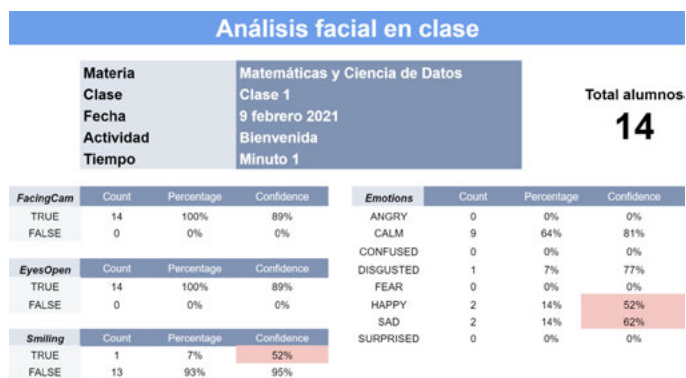 Análisis facial en clase
Materia Matemáticas y Ciencia de Datos
Clase Clase 1
Fecha 9 febrero 2021
Actividad Bienvenida
Tiempo Minuto 1
Total alumnos
14
FacingCam Count Percentage Confidence
TRUE 14 100% 89%
FALSE 0 0% 0%
EyesOpen Count Percentage Confidence
TRUE 14 100% 89%
FALSE 0 0% 0%
Smiling Count Percentage Confidence
TRUE 1 7% 52%
FALSE 13 93% 95%
Emotions Count Percentage Confidence
ANGRY 0 0% 0%
CALM 9 64% 81%
CONFUSED 0 0% 0%
DISGUSTED 1 7% 77%
FEAR 0 0% 0%
HAPPY 2 14% 52%
SAD 2 14% 62%
SURPRISED 0 0% 0%